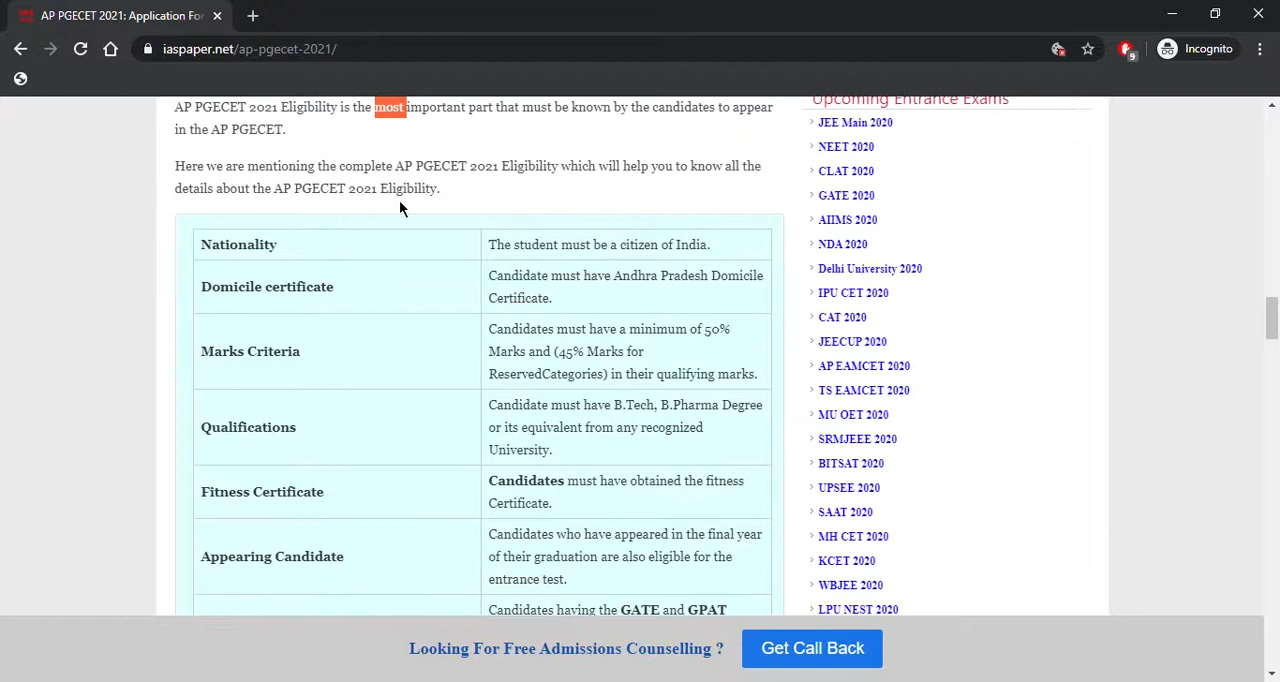 AP PGECET 2021: Application For
Incognito
iaspaper.net/ap-pgecet-2021/
9
AP PGECET 2021 Eligibility is the most important part that must be known by the candidates to appear
in the AP PGECET.
Here we are mentioning the complete AP PGECET 2021 Eligibility which will help you to know all the
details about the AP PGECET 2021 Eligibility.
Nationality
The student must be a citizen of India.
Domicile certificate
Candidate must have Andhra Pradesh Domicile
Certificate.
Marks Criteria
Candidates must have a minimum of 50%
Marks and (45% Marks for
ReservedCategories) in their qualifying marks.
Qualifications
Candidate must have B.Tech, B.Pharma Degree
or its equivalent from any recognized
University.
Fitness Certificate
Candidates must have obtained the fitness
Certificate.
Appearing Candidate
Candidates who have appeared in the final year
of their graduation are also eligible for the
entrance test.
Candidates having the GATE and GPAT
Upcoming Entrance Exams
JEE Main 2020
NEET 2020
CLAT 2020
GATE 2020
AIIMS 2020
NDA 2020
Delhi University 2020
IPU CET 2020
CAT 2020
JEECUP 2020
AP EAMCET 2020
TS EAMCET 2020
MU OET 2020
SRMJEEE 2020
BITSAT 2020
UPSEE 2020
SAAT 2020
MH CET 2020
KCET 2020
WBJEE 2020
LPU NEST 2020
Looking For Free Admissions Counselling ?
Get Call Back